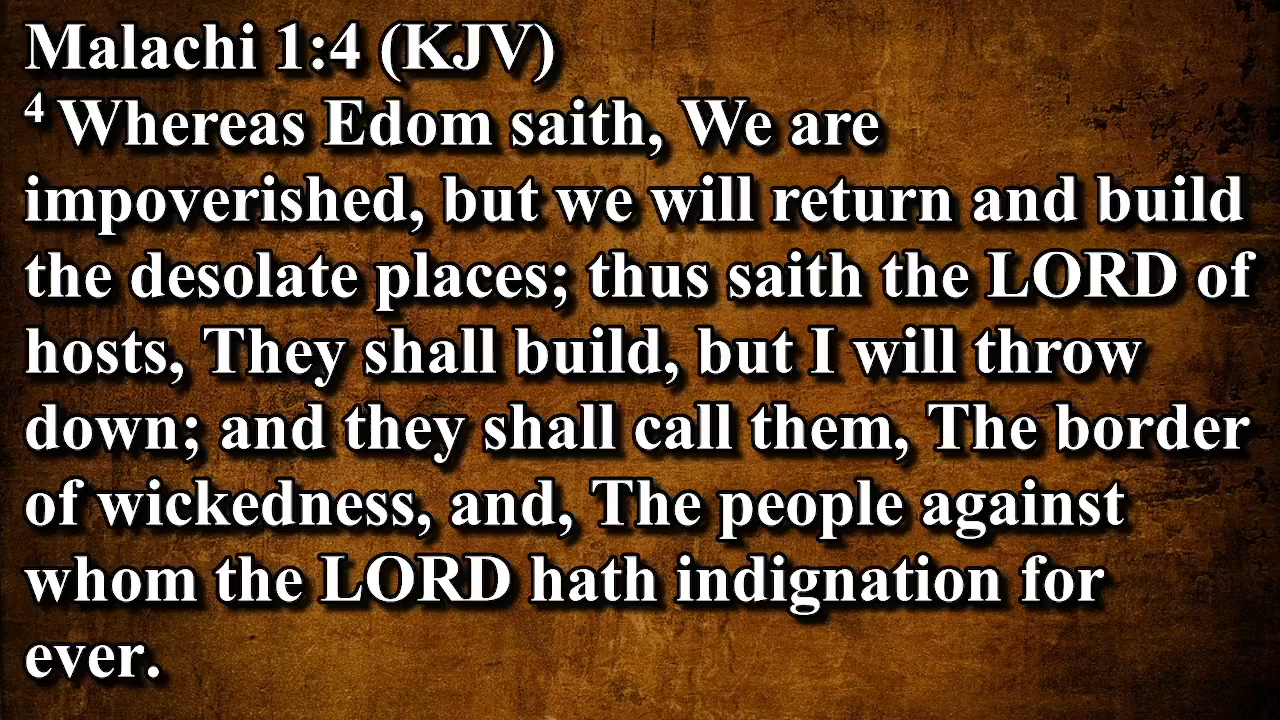 Malachi 1:4 (KJV)
4 Whereas Edom saith, We are
impoverished, but we will return and build
the desolate places; thus saith the LORD of
hosts, They shall build, but I will throw
down; and they shall call them, The border
of wickedness, and, The people against
whom the LORD hath indignation for
ever.